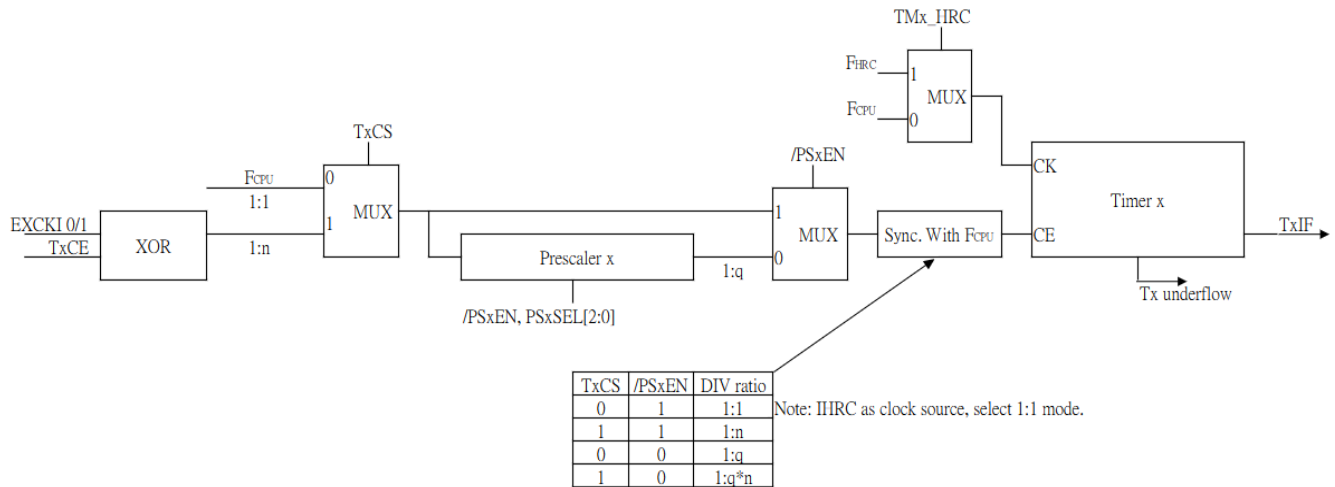 TMx_HRC
FHRC
1
MUX
FCPU
0
TxCS
/PSxEN
FCPU
0
1:1
MUX
1
EXCKI 0/1
TxCE
XOR
1:n
Prescaler x
1:q
/PSxEN, PSxSEL[2:0]
1
MUX
0
Sync. With FCPU
CK
Timer x
CE
TxIF
Tx underflow
TxCS /PSxEN DIV ratio
0 1 1:1
1 1 1:n
0 0 1:q
1 0 1:q*n
Note: IHRC as clock source, select 1:1 mode.